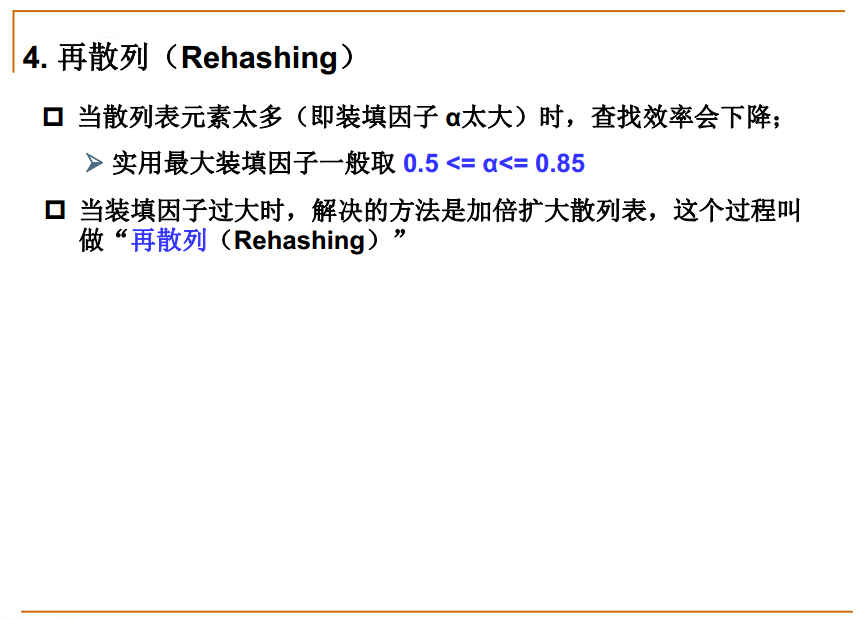 4. 再散列（Rehashing）
当散列表元素太多（即装填因子 α太大）时，查找效率会下降；
实用最大装填因子一般取 0.5 <= α<= 0.85
当装填因子过大时，解决的方法是加倍扩大散列表，这个过程叫
做“再散列（Rehashing）”